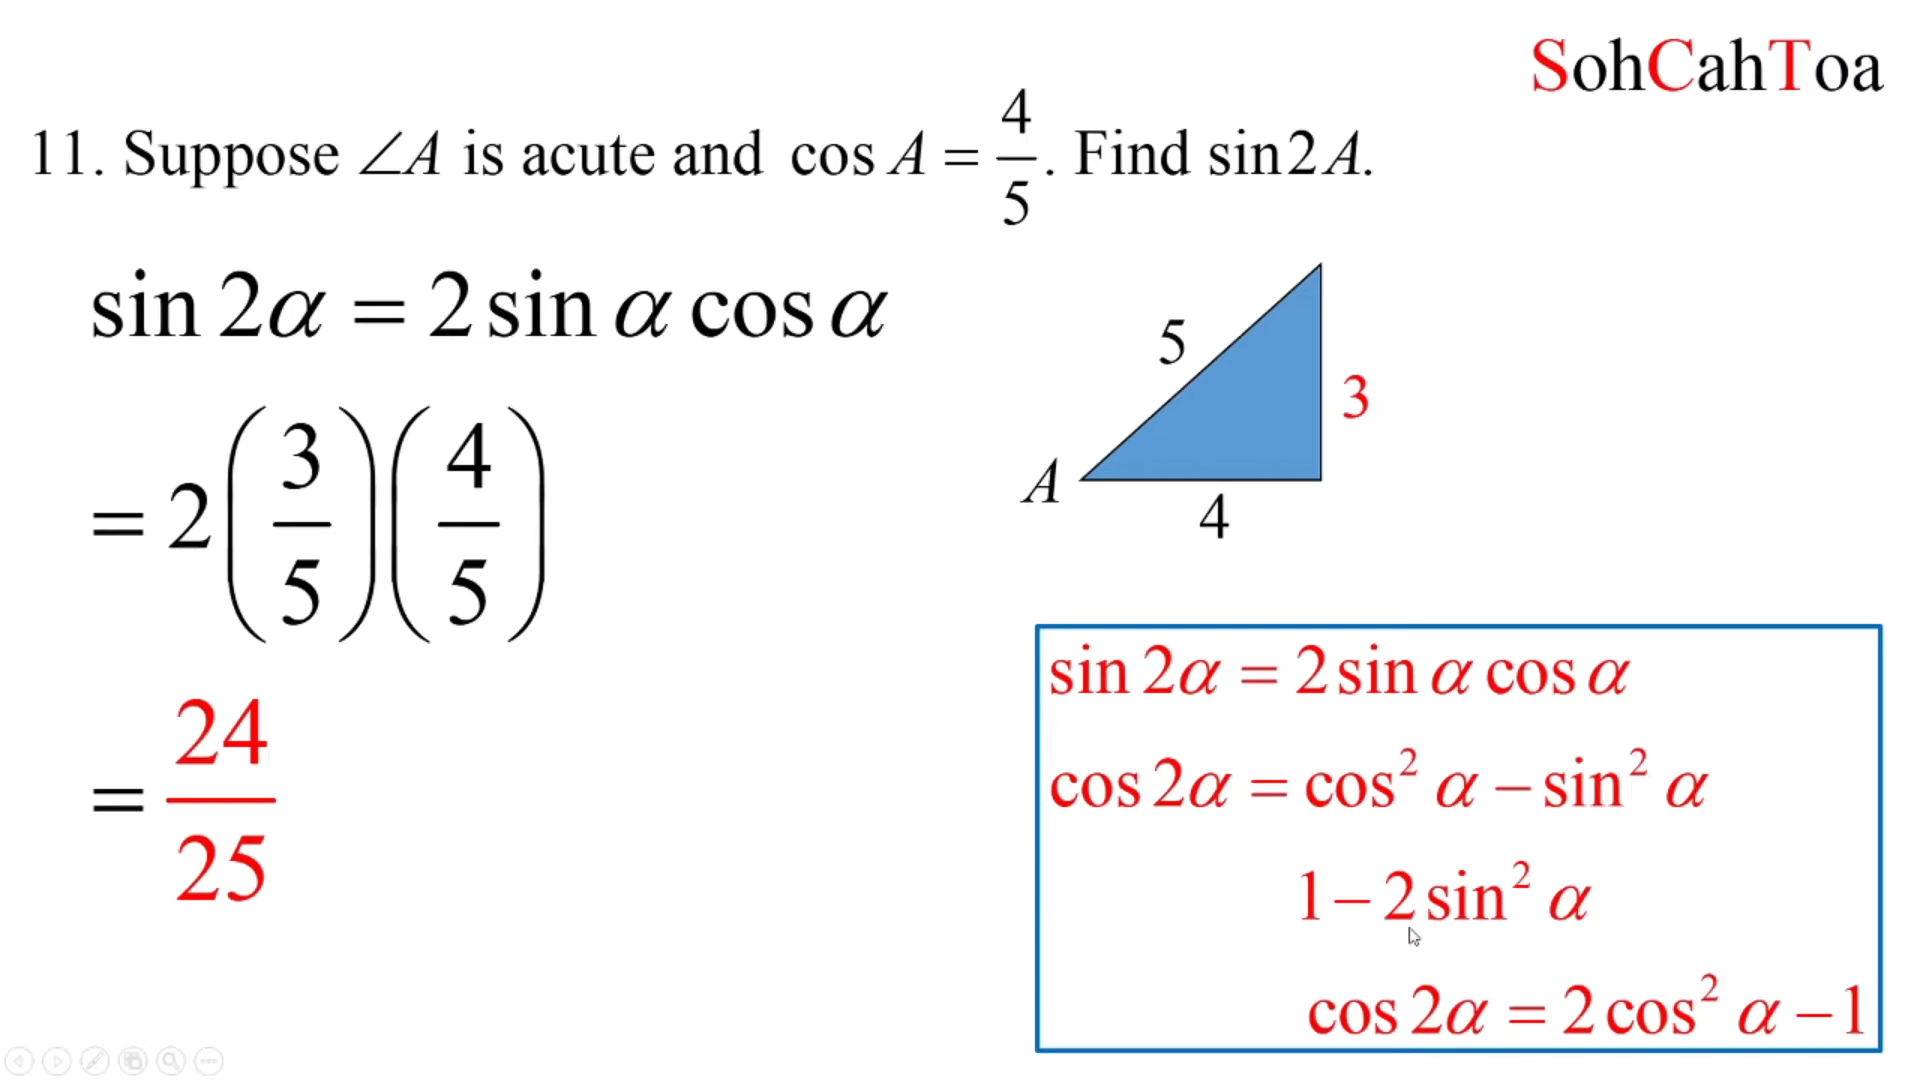 SohCahToa
11. Suppose ∠A is acute and cos A = 4/5. Find sin2A.
sin 2α = 2 sin α cos α
= 2(3/5)(4/5)
= 24/25
5
3
A
4
sin 2α = 2 sin α cos α
cos 2α = cos² α − sin² α
1 − 2 sin² α
cos 2α = 2 cos² α − 1